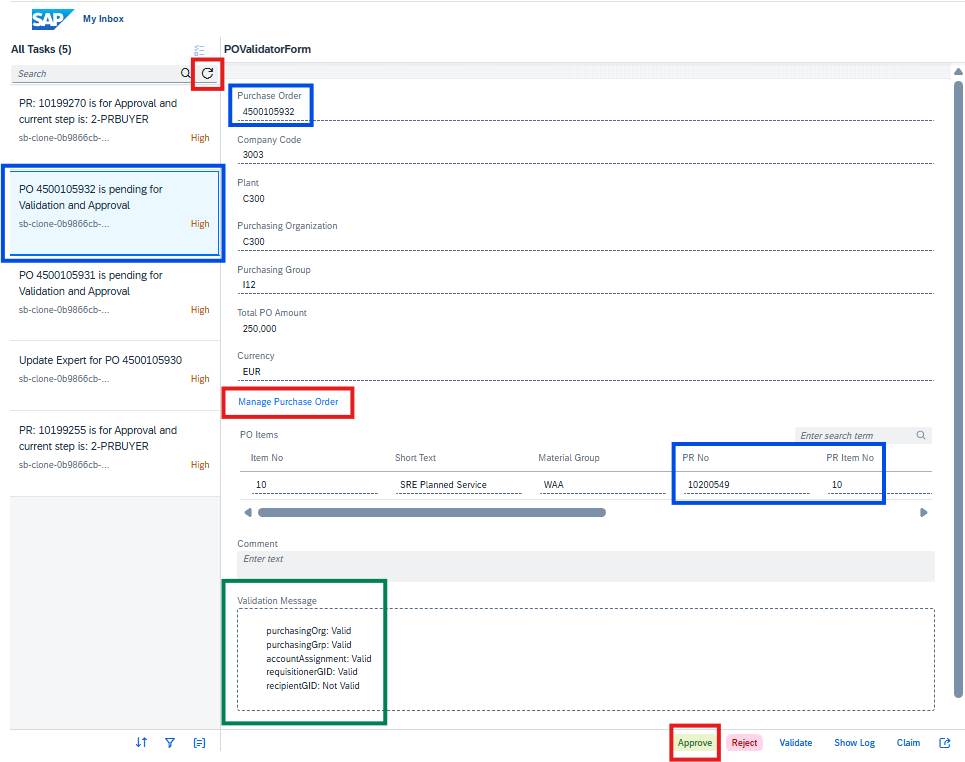 SAP My Inbox
All Tasks (5)
Search
PR: 10199270 is for Approval and
current step is: 2-PRBUYER
sb-clone-0b9866cb-... High
PO 4500105932 is pending for
Validation and Approval
sb-clone-0b9866cb-... High
PO 4500105931 is pending for
Validation and Approval
sb-clone-0b9866cb-... High
Update Expert for PO 4500105930
sb-clone-0b9866cb-... High
PR: 10199255 is for Approval and
current step is: 2-PRBUYER
sb-clone-0b9866cb-... High
POValidatorForm
Purchase Order
4500105932
Company Code
3003
Plant
C300
Purchasing Organization
C300
Purchasing Group
I12
Total PO Amount
250,000
Currency
EUR
Manage Purchase Order
PO Items Enter search term
Item No Short Text Material Group PR No PR Item No
10 SRE Planned Service WAA 10200549 10
Comment
Enter text
Validation Message
purchasingOrg: Valid
purchasingGrp: Valid
accountAssignment: Valid
requisitionerGID: Valid
recipientGID: Not Valid
Approve Reject Validate Show Log Claim